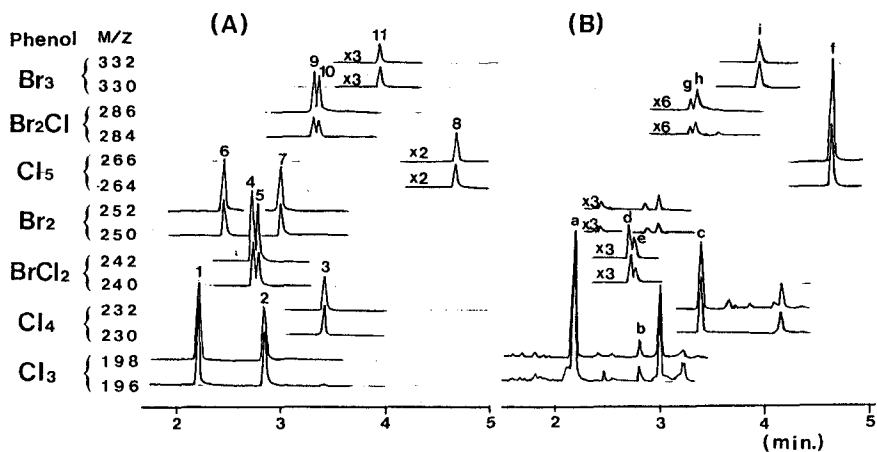 (A) (B)
Phenol M/Z
11 i
332 x3
Br3 { 9 10 f
330 x3
286 g h x6
Br2Cl {
284 x6
8
266 6 7 x2
Cl5 {
264 4 5 x2
252 x3
Br2 { a d c
250 x3 e
242 x3
BrCl2 { 1 3
240 x3
232 2
Cl4 {
230 b
198
Cl3 {
196
2 3 4 5 2 3 4 5
(min.)